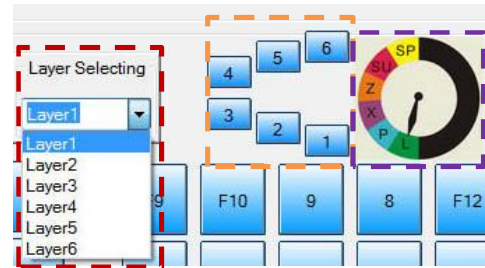 Layer Selecting
Layer1
Layer1
Layer2
Layer3
Layer4
Layer5
Layer6
4 5 6
3 2 1
SP
SU
Z
X
P
L
9 F10 9 8 F12